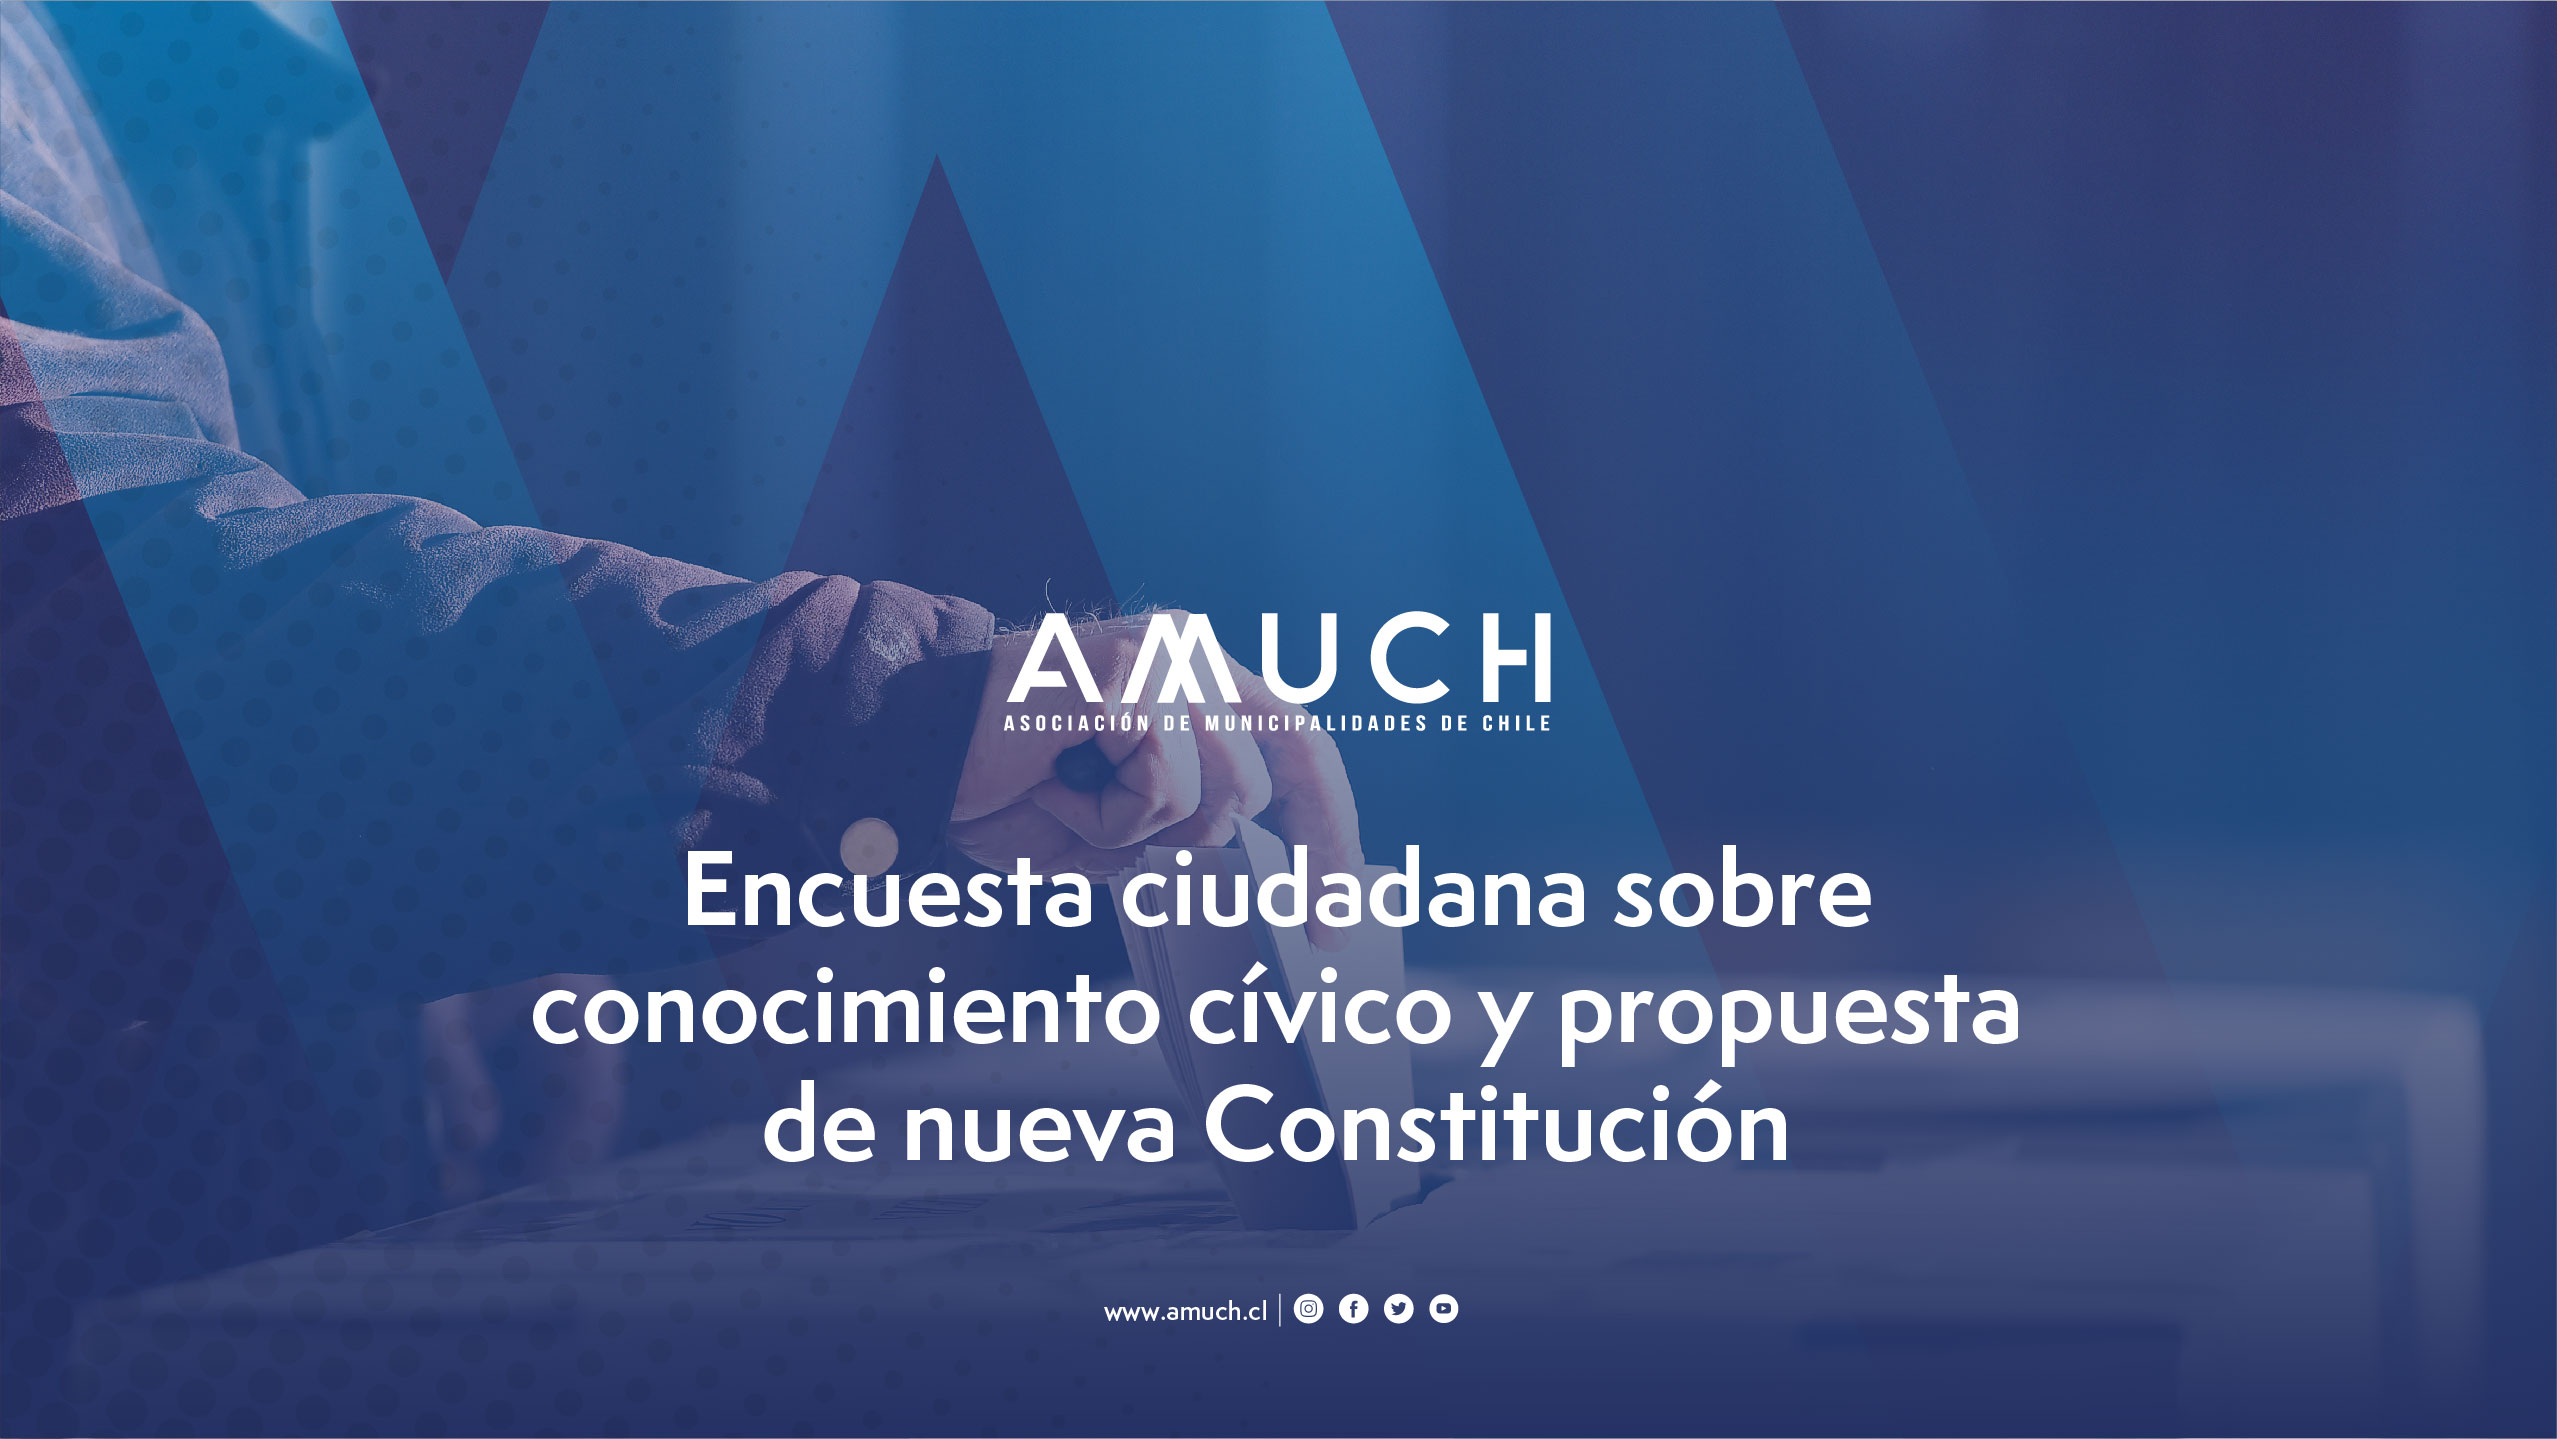 AMUCH
ASOCIACIÓN DE MUNICIPALIDADES DE CHILE
Encuesta ciudadana sobre
conocimiento cívico y propuesta
de nueva Constitución
www.amuch.cl